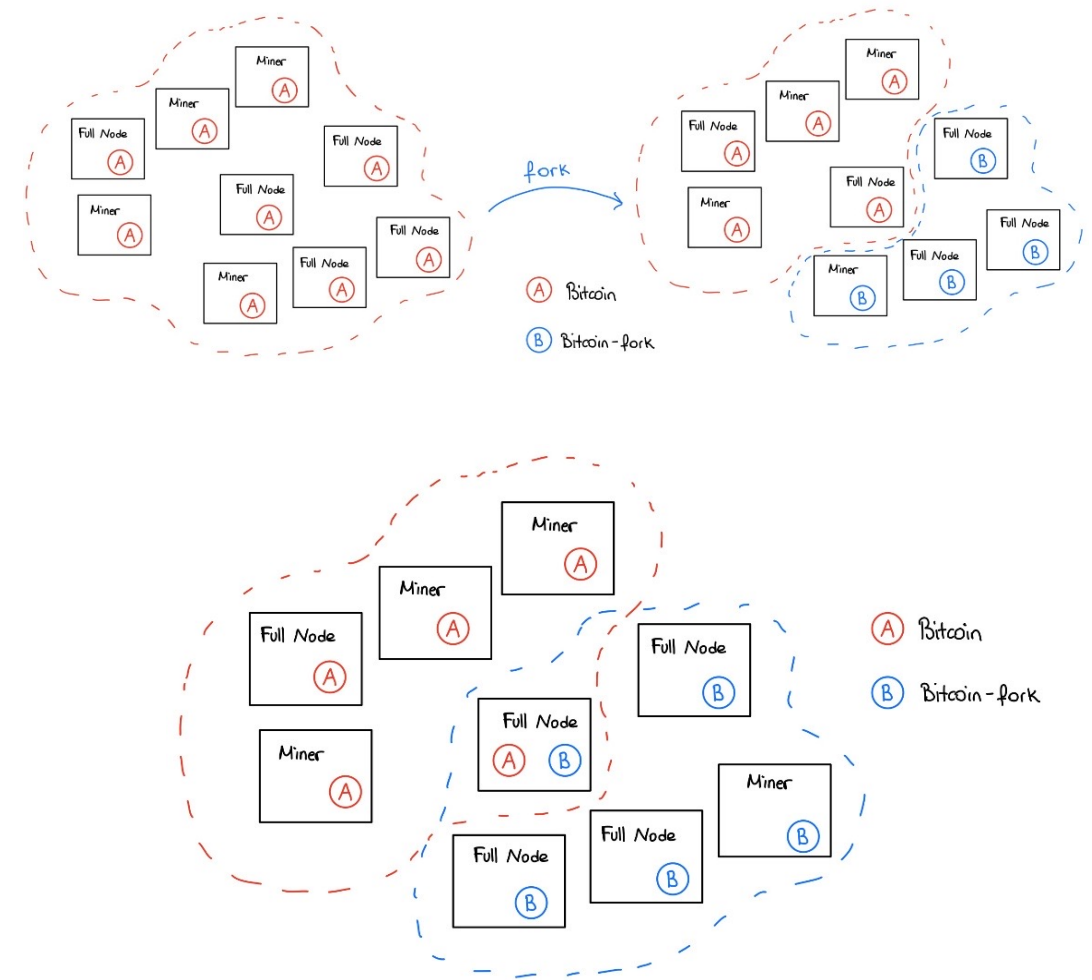 Miner
A
Miner
A
Full Node
A
Full Node
A
Full Node
A
Miner
A
Full Node
A
Full Node
A
Miner
A
fork
A Bitcoin
B Bitcoin-fork
Miner
A
Miner
A
Full Node
A
Full Node
B
Full Node
A
Miner
A
Full Node
B
Full Node
B
Miner
B
Miner
A
Miner
A
Full Node
A
Full Node
B
A Bitcoin
B Bitcoin-fork
Full Node
A B
Miner
A
Miner
B
Full Node
B
Full Node
B